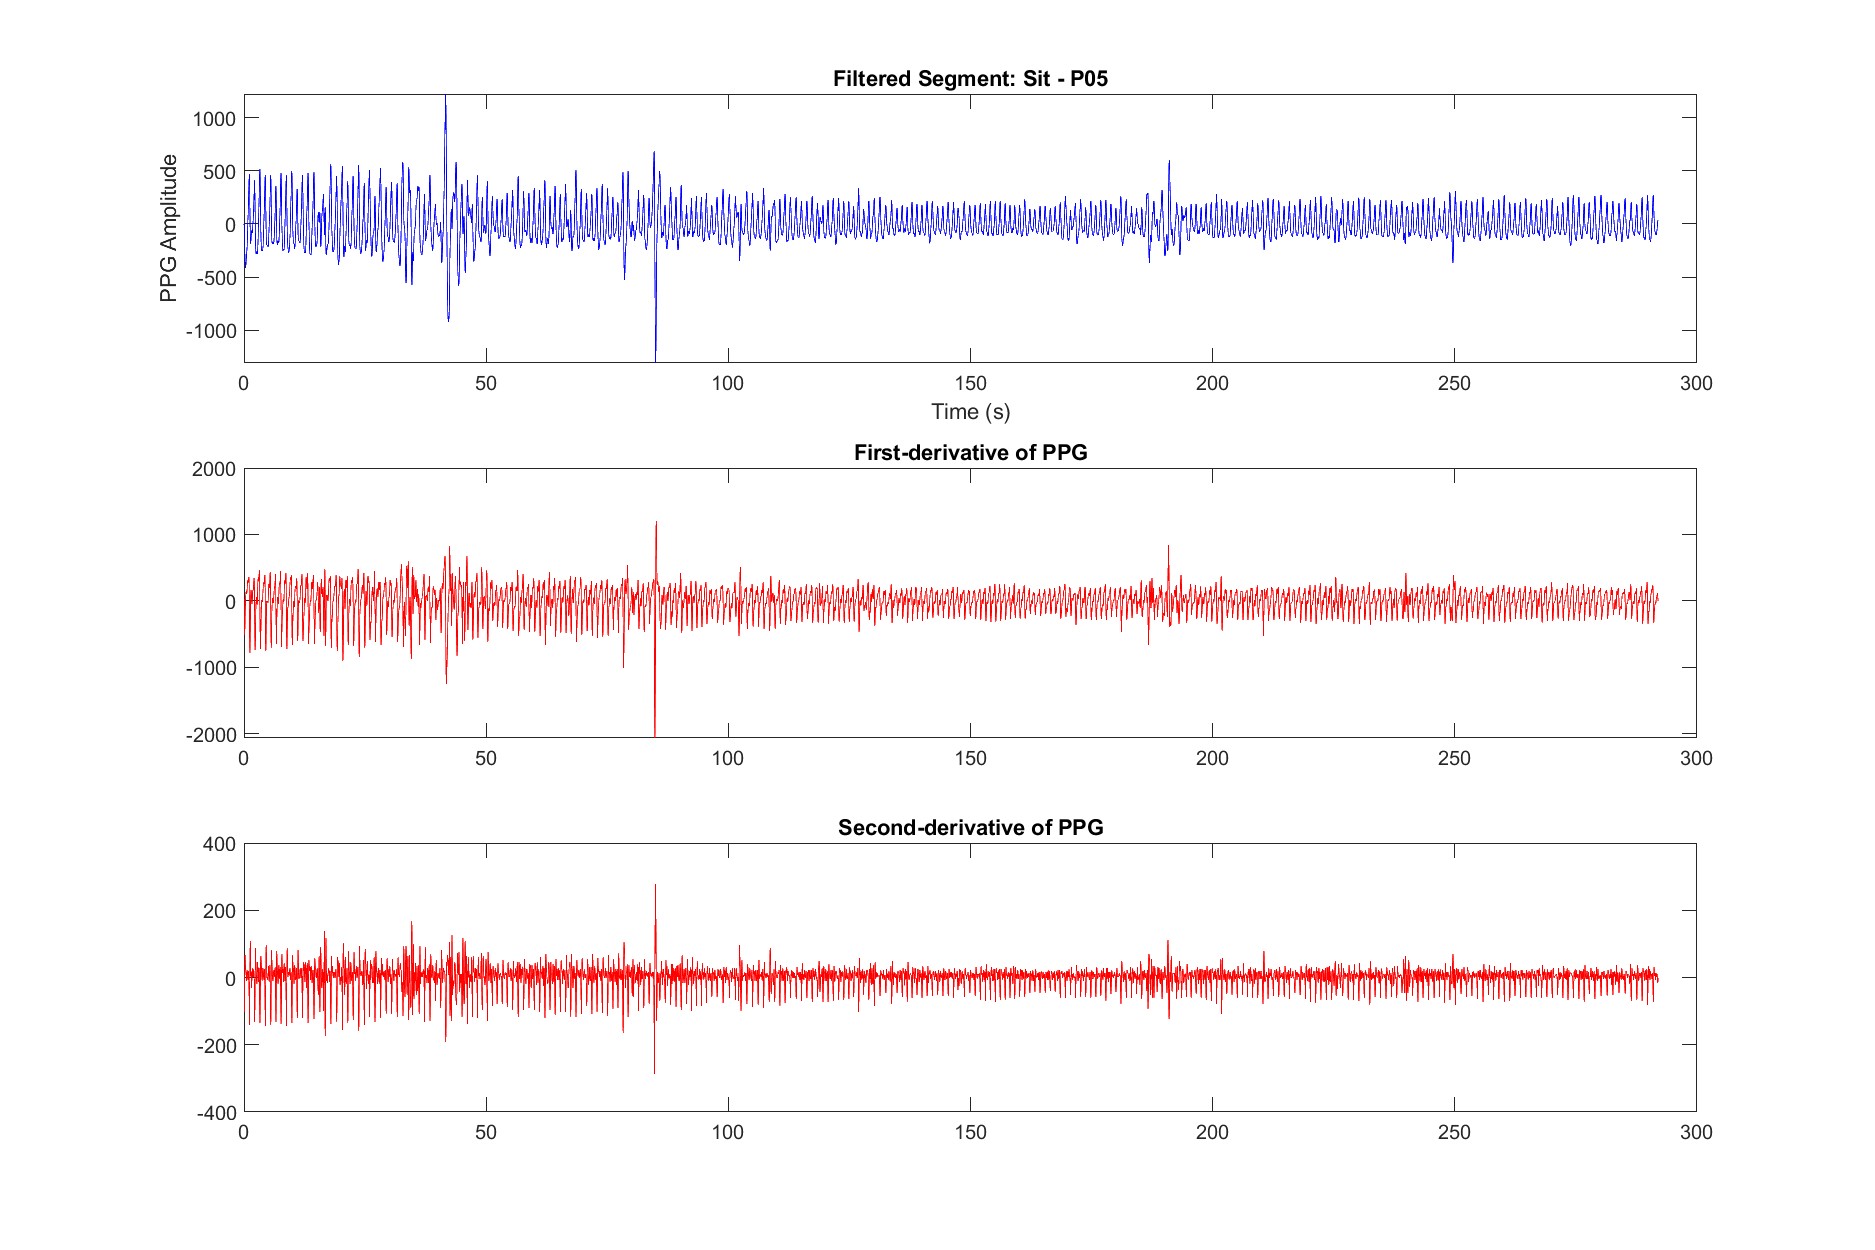 Filtered Segment: Sit - P05
PPG Amplitude
1000
500
0
-500
-1000
0 50 100 150 200 250 300
Time (s)
First-derivative of PPG
2000
1000
0
-1000
-2000
0 50 100 150 200 250 300
Second-derivative of PPG
400
200
0
-200
-400
0 50 100 150 200 250 300